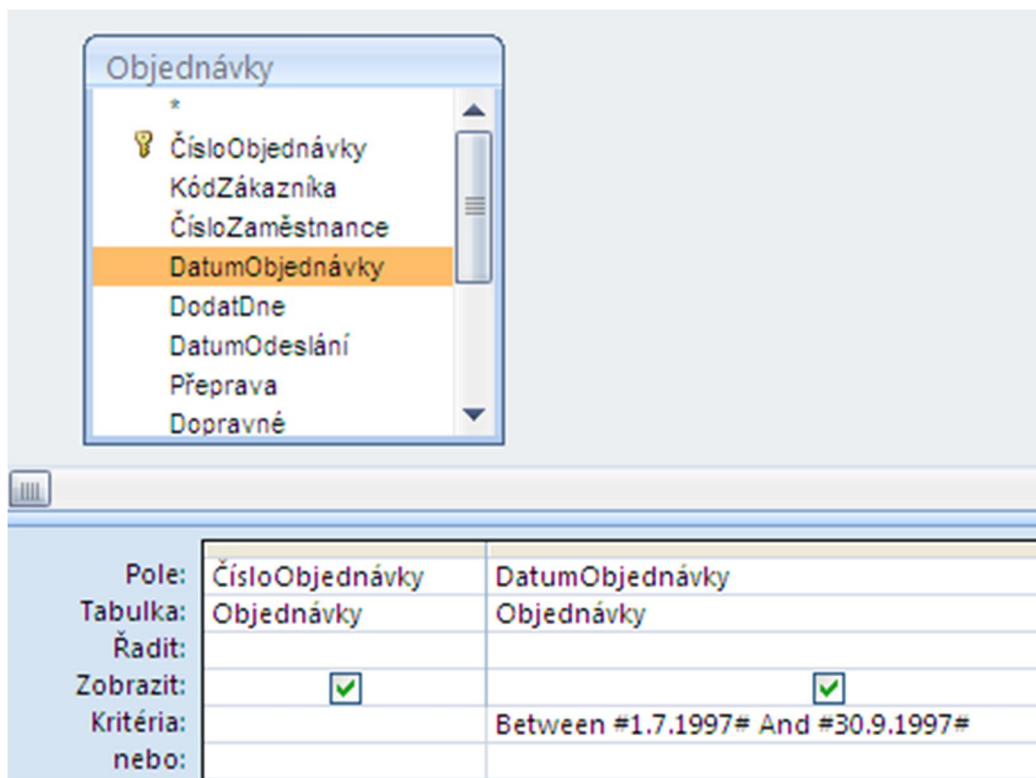 Objednávky
*
ČísloObjednávky
KódZákazníka
ČísloZaměstnance
DatumObjednávky
DodatDne
DatumOdeslání
Přeprava
Dopravné
Pole: ČísloObjednávky DatumObjednávky
Tabulka: Objednávky Objednávky
Řadit:
Zobrazit:
Kritéria: Between #1.7.1997# And #30.9.1997#
nebo: